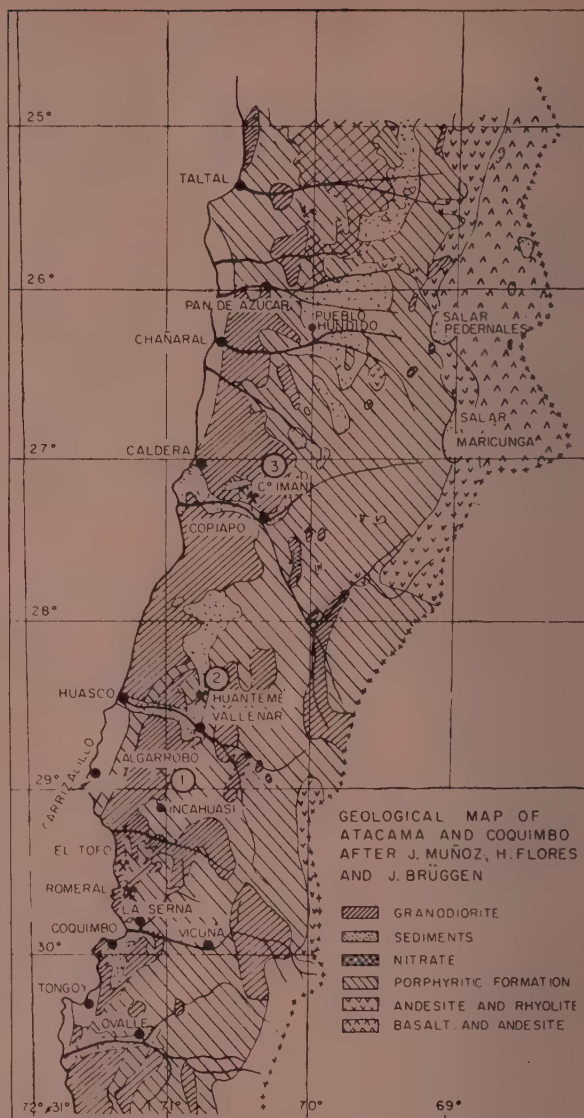 25°
TALTAL
26°
PAN DE AZUCAR
PUEBLO
HUNDIDO
SALAR
PEDERNALES
CHAÑARAL
SALAR
MARICUNGA
27°
CALDERA
3
Cº IMAN
COPIAPO
28°
2
HUASCO
HUANTEME
VALLENAR
CARRIZALILLO
ALGARROBO
1
29°
INCAHUASI
GEOLOGICAL MAP OF
ATACAMA AND COQUIMBO
AFTER J. MUÑOZ, H. FLORES
AND J. BRÜGGEN
EL TOFO
ROMERAL
LA SERNA
COQUIMBO
VICUNA
30°
TONGOY
OVALLE
GRANODIORITE
SEDIMENTS
NITRATE
PORPHYRITIC FORMATION
ANDESITE AND RHYOLITE
BASALT. AND ANDESITE
72° 31° 71° 70° 69°